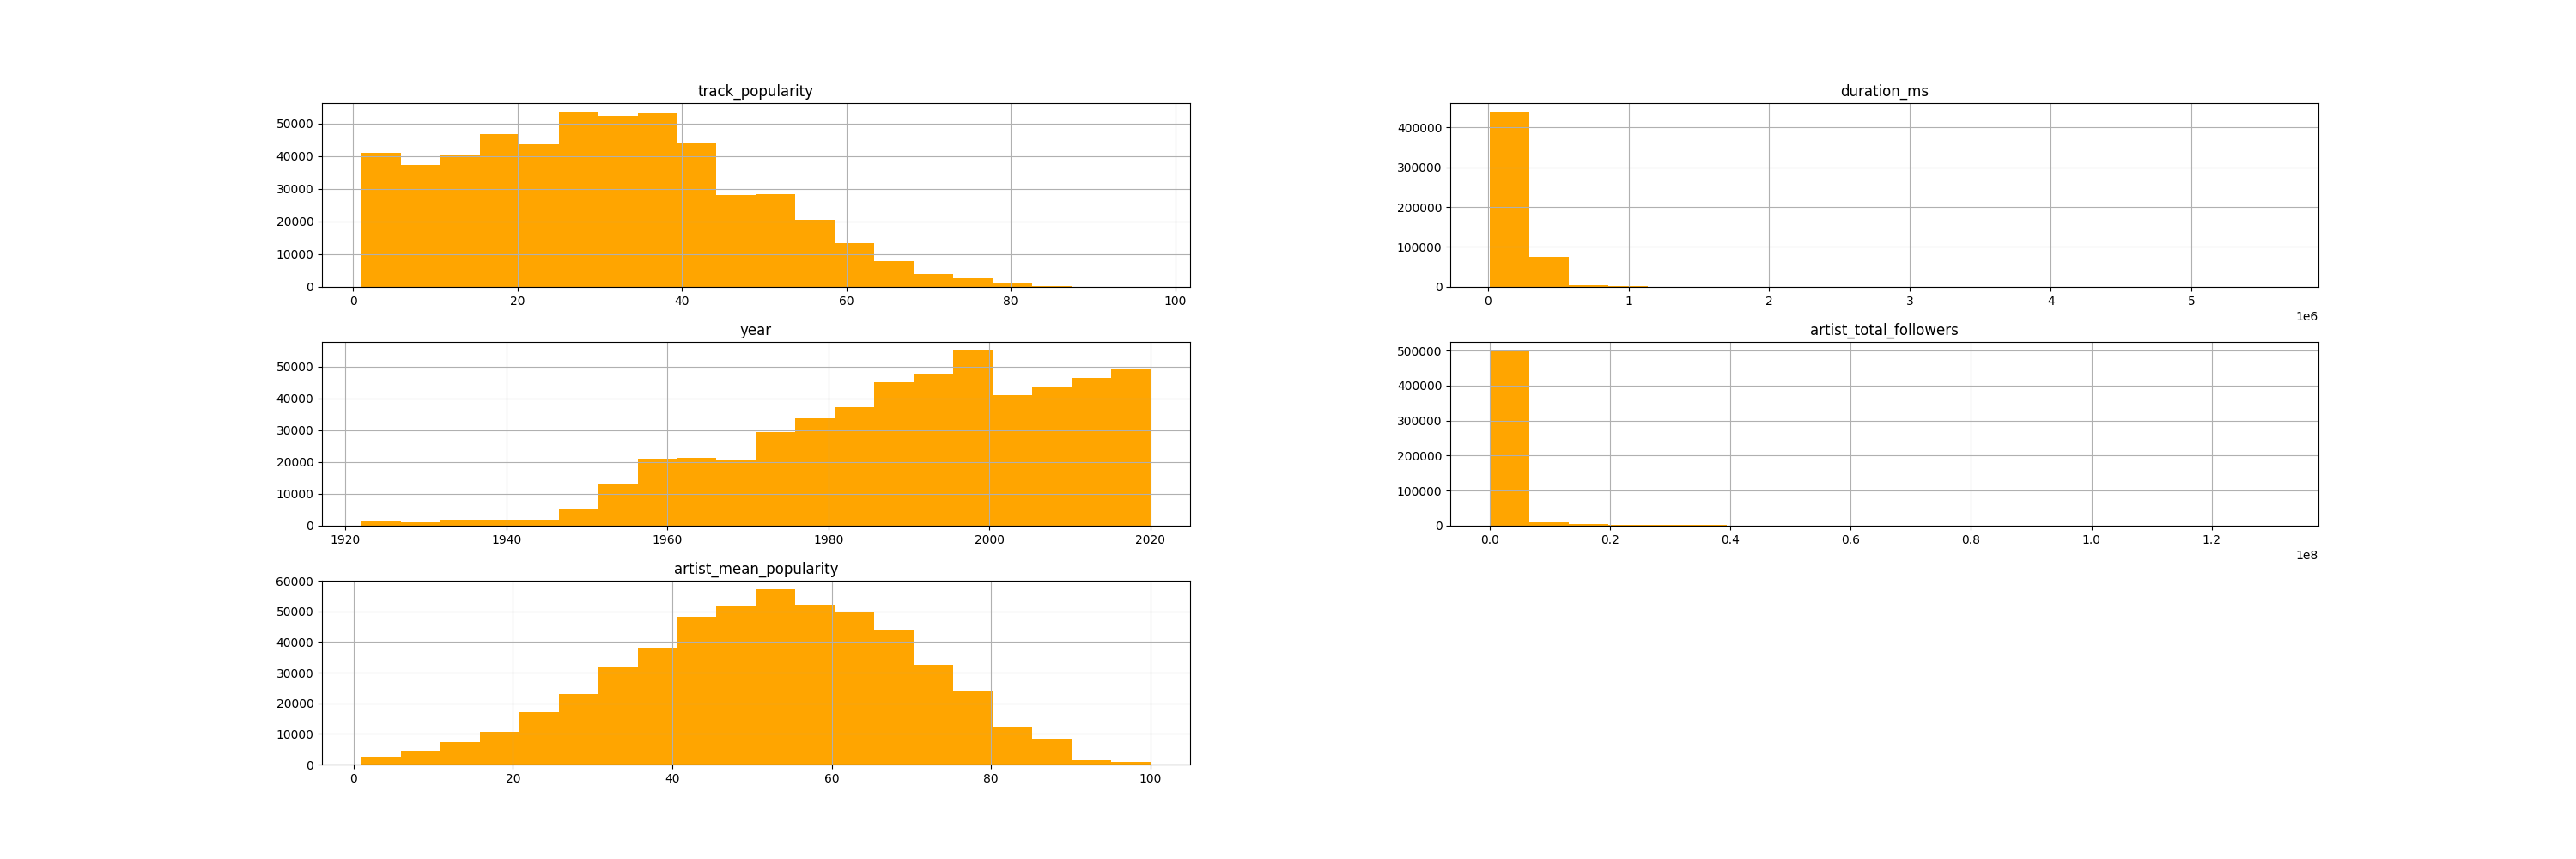 track_popularity
50000
40000
30000
20000
10000
0
0 20 40 60 80 100
duration_ms
400000
300000
200000
100000
0
0 1 2 3 4 5
1e6
year
50000
40000
30000
20000
10000
0
1920 1940 1960 1980 2000 2020
artist_total_followers
500000
400000
300000
200000
100000
0
0.0 0.2 0.4 0.6 0.8 1.0 1.2
1e8
artist_mean_popularity
60000
50000
40000
30000
20000
10000
0
0 20 40 60 80 100